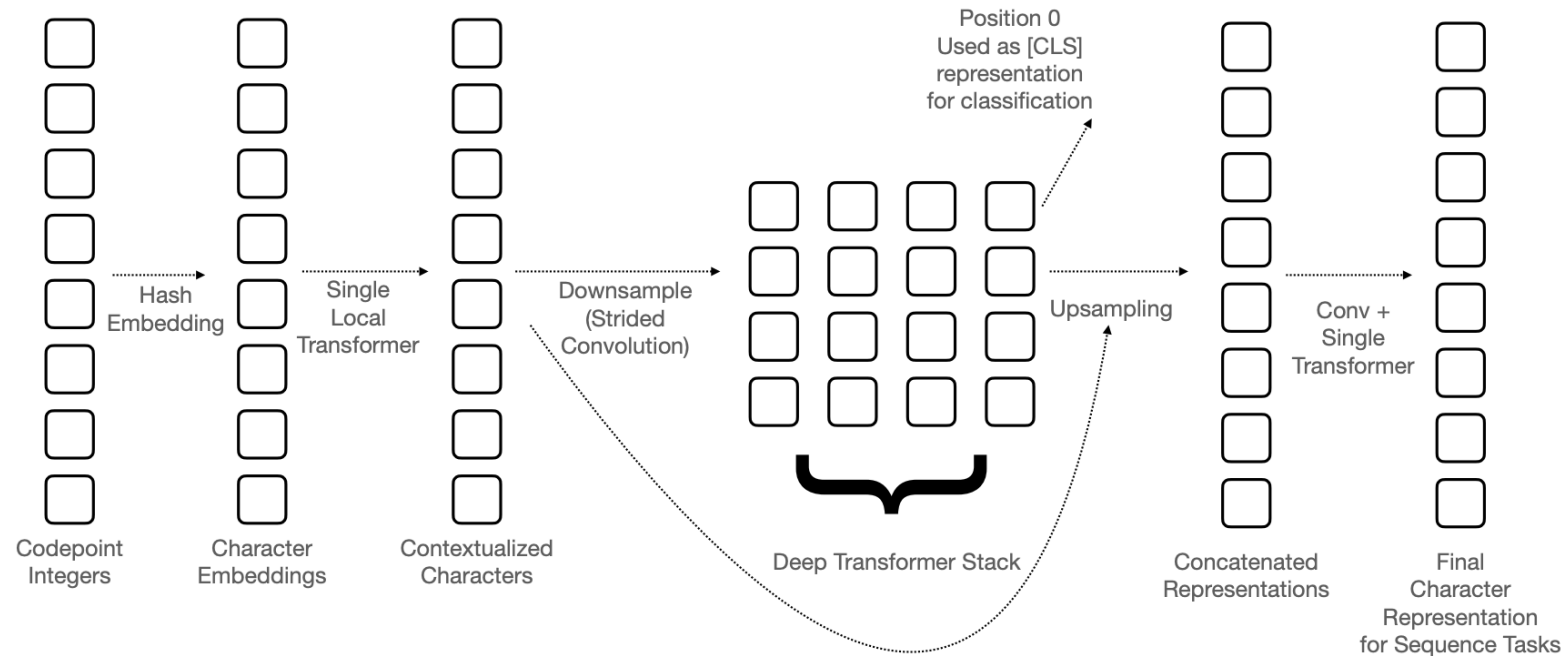 Position 0
Used as [CLS]
representation
for classification
Hash
Embedding
Single
Local
Transformer
Downsample
(Strided
Convolution)
Upsampling
Conv +
Single
Transformer
Codepoint
Integers
Character
Embeddings
Contextualized
Characters
Deep Transformer Stack
Concatenated
Representations
Final
Character
Representation
for Sequence Tasks